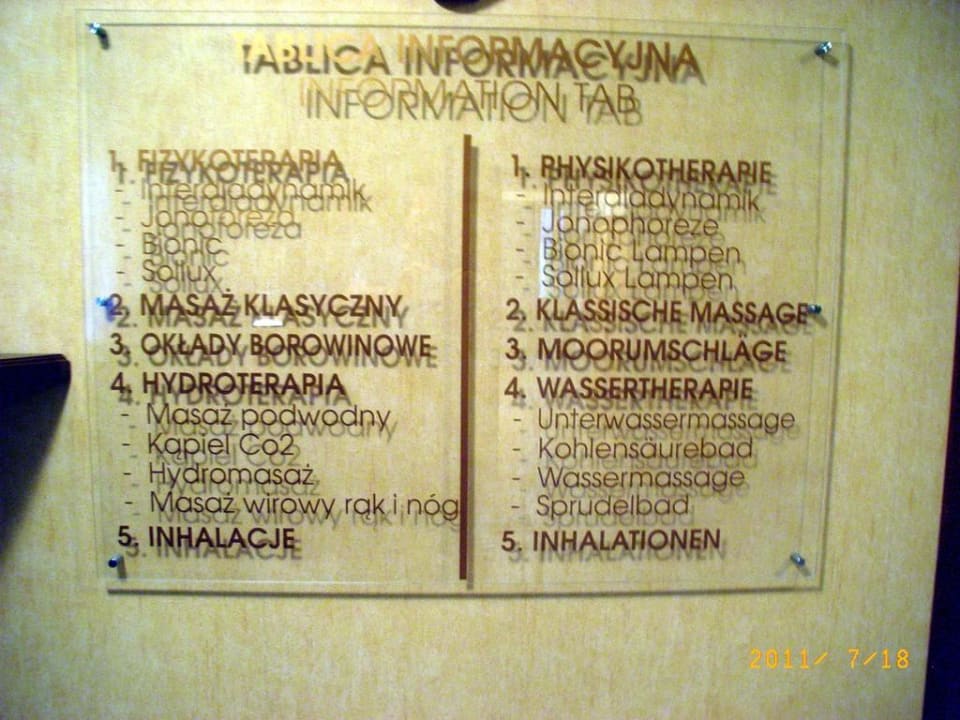 TABLICA INFORMACYJNA
INFORMATION TAB
1. FIZYKOTERAPIA
- Interdiadynamik
- Jonoforeza
- Bionic
- Sollux
2. MASAŻ KLASYCZNY
3. OKŁADY BOROWINOWE
4. HYDROTERAPIA
- Masaż podwodny
- Kąpiel Co2
- Hydromasaż
- Masaż wirowy rąk i nóg
5. INHALACJE
1. PHYSIKOTHERAPIE
- Interdiadynamik
- Jonophoreze
- Bionic Lampen
- Sollux Lampen
2. KLASSISCHE MASSAGE
3. MOORUMSCHLÄGE
4. WASSERTHERAPIE
- Unterwassermassage
- Kohlensäurebad
- Wassermassage
- Sprudelbad
5. INHALATIONEN
2011/ 7/18